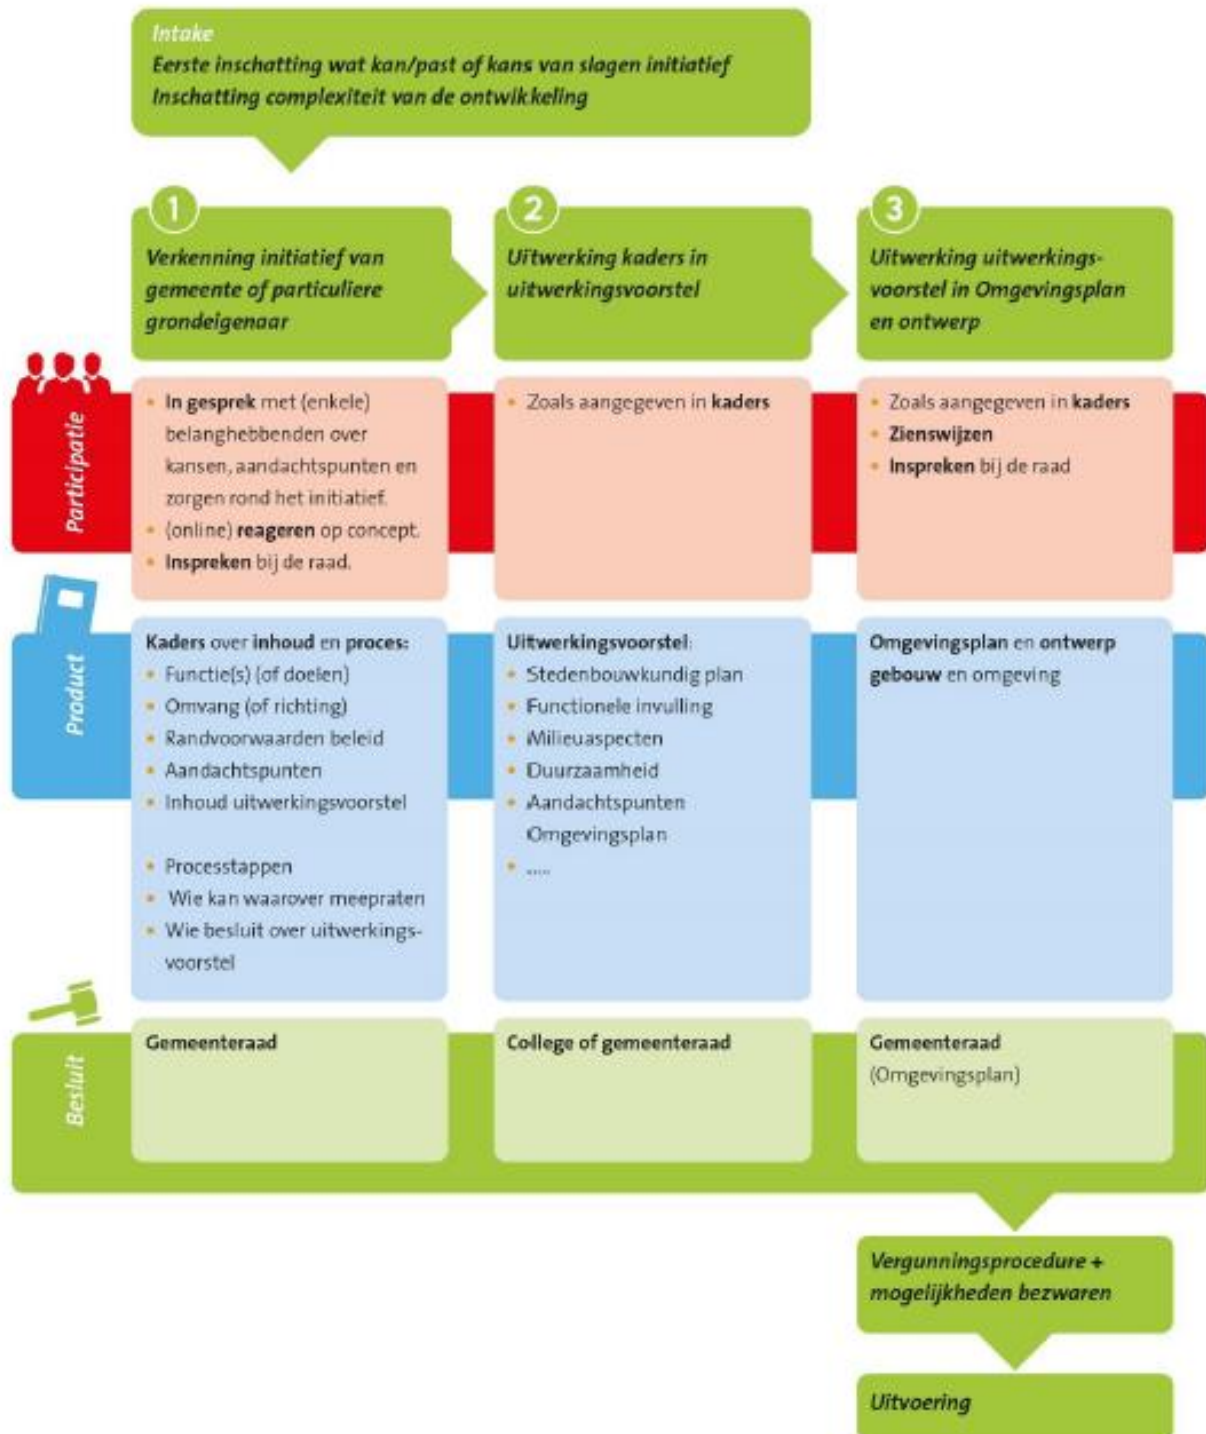 Intake
Eerste inschatting wat kan/past of kans van slagen initiatief
Inschatting complexiteit van de ontwikkeling
1
Verkenning initiatief van
gemeente of particuliere
grondeigenaar
2
Uitwerking kaders in
uitwerkingsvoorstel
3
Uitwerking uitwerkings-
voorstel in Omgevingsplan
en ontwerp
Participatie
• In gesprek met (enkele)
belanghebbenden over
kansen, aandachtspunten en
zorgen rond het initiatief.
• (online) reageren op concept.
• Inspreken bij de raad.
• Zoals aangegeven in kaders
• Zoals aangegeven in kaders
• Zienswijzen
• Inspreken bij de raad
Product
Kaders over inhoud en proces:
• Functie(s) (of doelen)
• Omvang (of richting)
• Randvoorwaarden beleid
• Aandachtspunten
• Inhoud uitwerkingsvoorstel
• Processtappen
• Wie kan waarover meepraten
• Wie besluit over uitwerkings-
voorstel
Uitwerkingsvoorstel:
• Stedenbouwkundig plan
• Functionele invulling
• Milieuaspecten
• Duurzaamheid
• Aandachtspunten
Omgevingsplan
• .....
Omgevingsplan en ontwerp
gebouw en omgeving
Besluit
Gemeenteraad
College of gemeenteraad
Gemeenteraad
(Omgevingsplan)
Vergunningsprocedure +
mogelijkheden bezwaren
Uitvoering